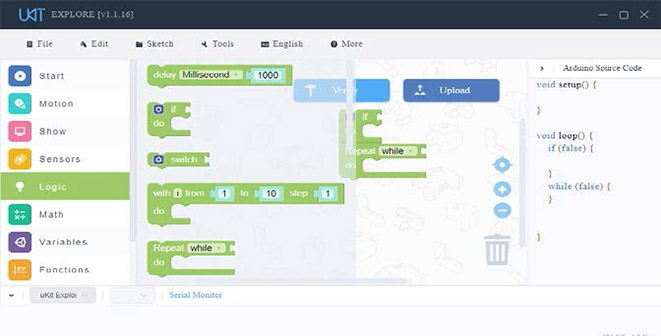 UKIT EXPLORE [v1.1.16]
File Edit Sketch Tools English More
Start
Motion
Show
Sensors
Logic
Math
Variables
Functions
delay Millisecond 1000
if
do
switch
with i from 1 to 10 step 1
do
Repeat while
do
Upload
if
Repeat while
do
Arduino Source Code
void setup() {
}
void loop() {
if (false) {
}
while (false) {
}
}
uKit Explor
Serial Monitor